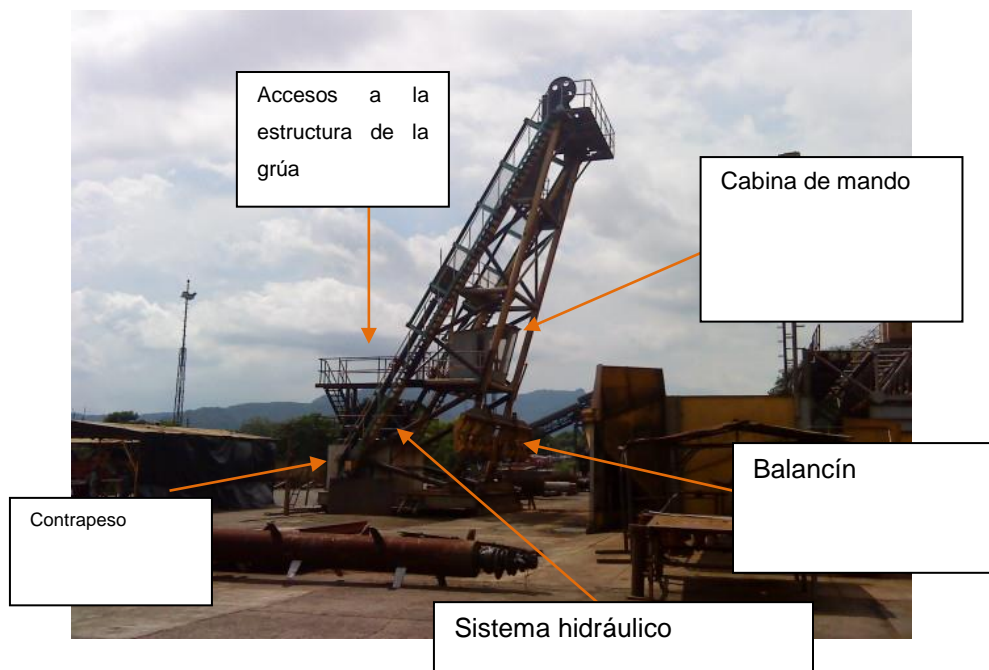 Accesos a la
estructura de la
grúa
Cabina de mando
Balancín
Contrapeso
Sistema hidráulico